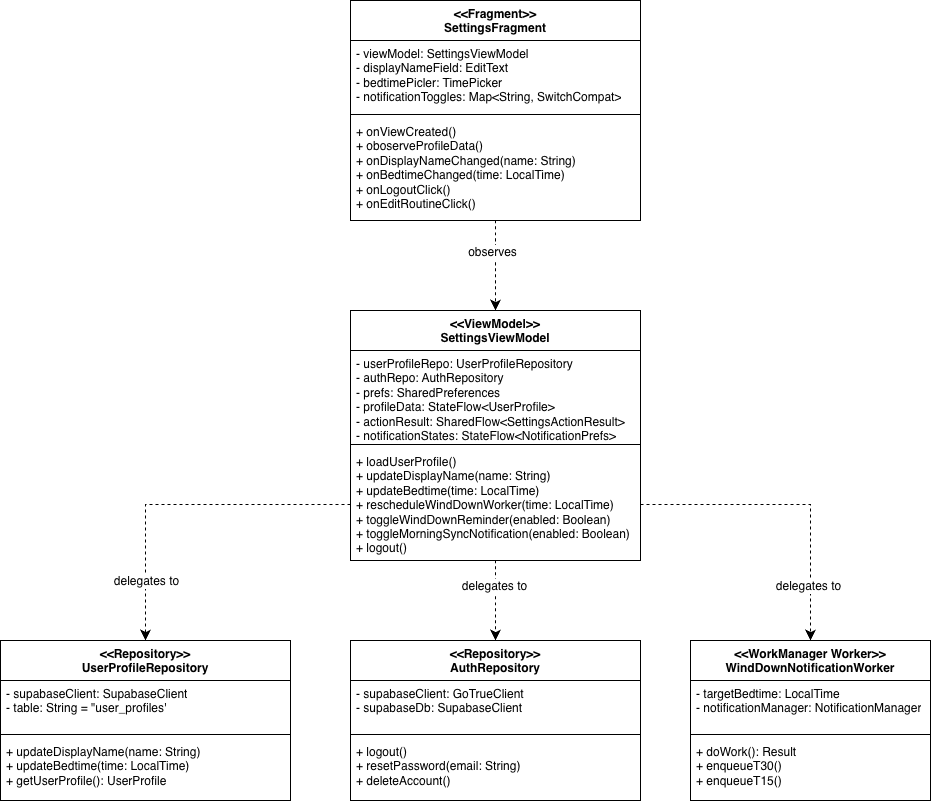 <<Fragment>>
SettingsFragment
- viewModel: SettingsViewModel
- displayNameField: EditText
- bedtimePicler: TimePicker
- notificationToggles: Map<String, SwitchCompat>
+ onViewCreated()
+ oboserveProfileData()
+ onDisplayNameChanged(name: String)
+ onBedtimeChanged(time: LocalTime)
+ onLogoutClick()
+ onEditRoutineClick()
observes
<<ViewModel>>
SettingsViewModel
- userProfileRepo: UserProfileRepository
- authRepo: AuthRepository
- prefs: SharedPreferences
- profileData: StateFlow<UserProfile>
- actionResult: SharedFlow<SettingsActionResult>
- notificationStates: StateFlow<NotificationPrefs>
+ loadUserProfile()
+ updateDisplayName(name: String)
+ updateBedtime(time: LocalTime)
+ rescheduleWindDownWorker(time: LocalTime)
+ toggleWindDownReminder(enabled: Boolean)
+ toggleMorningSyncNotification(enabled: Boolean)
+ logout()
delegates to
delegates to
delegates to
<<Repository>>
UserProfileRepository
- supabaseClient: SupabaseClient
- table: String = "user_profiles'
+ updateDisplayName(name: String)
+ updateBedtime(time: LocalTime)
+ getUserProfile(): UserProfile
<<Repository>>
AuthRepository
- supabaseClient: GoTrueClient
- supabaseDb: SupabaseClient
+ logout()
+ resetPassword(email: String)
+ deleteAccount()
<<WorkManager Worker>>
WindDownNotificationWorker
- targetBedtime: LocalTime
- notificationManager: NotificationManager
+ doWork(): Result
+ enqueueT30()
+ enqueueT15()